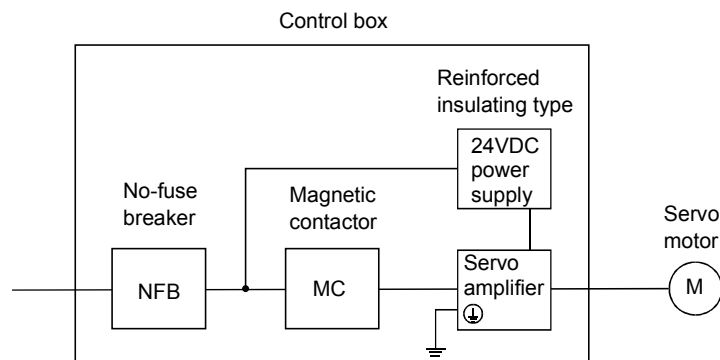 Control box
Reinforced
insulating type
24VDC
power
supply
No-fuse
breaker
Magnetic
contactor
Servo
motor
NFB
MC
Servo
amplifier
M